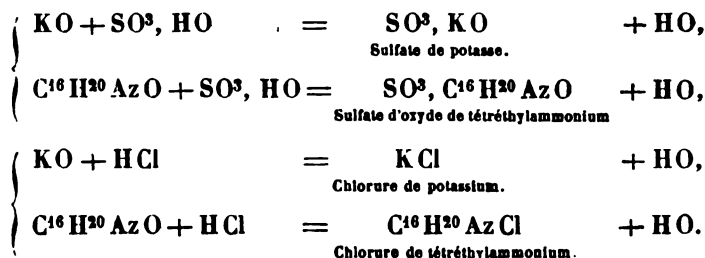 KO + SO³, HO = SO³, KO + HO,
Sulfate de potasse.
C¹⁶H²⁰AzO + SO³, HO = SO³, C¹⁶H²⁰AzO + HO,
Sulfate d'oxyde de tétréthylammonium
KO + HCl = KCl + HO,
Chlorure de potassium.
C¹⁶H²⁰AzO + HCl = C¹⁶H²⁰AzCl + HO.
Chlorure de tétréthylammonium.